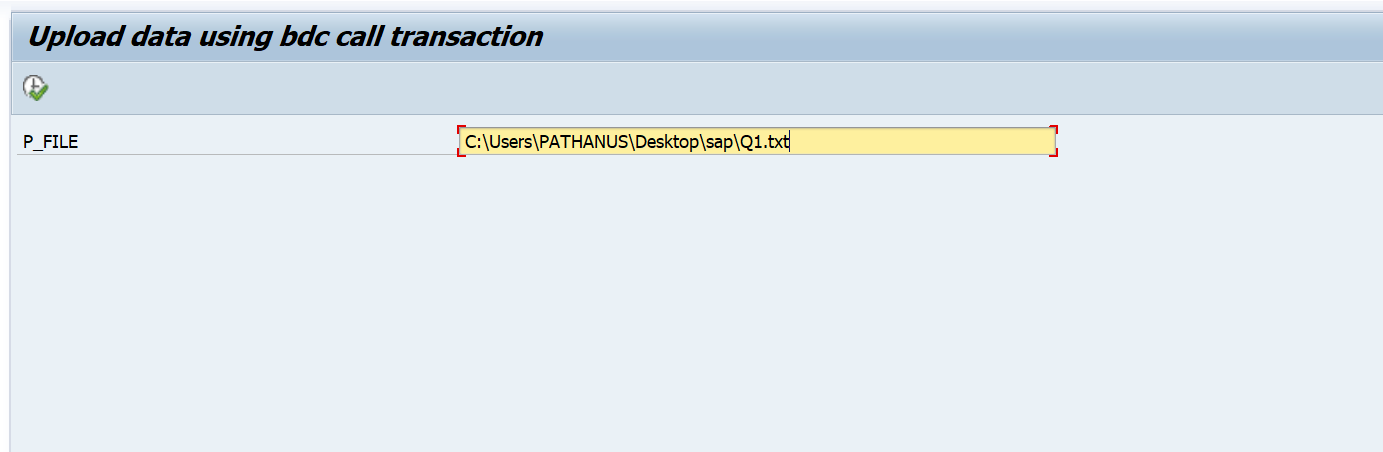 Upload data using bdc call transaction
P_FILE C:\Users\PATHANUS\Desktop\sap\Q1.txt